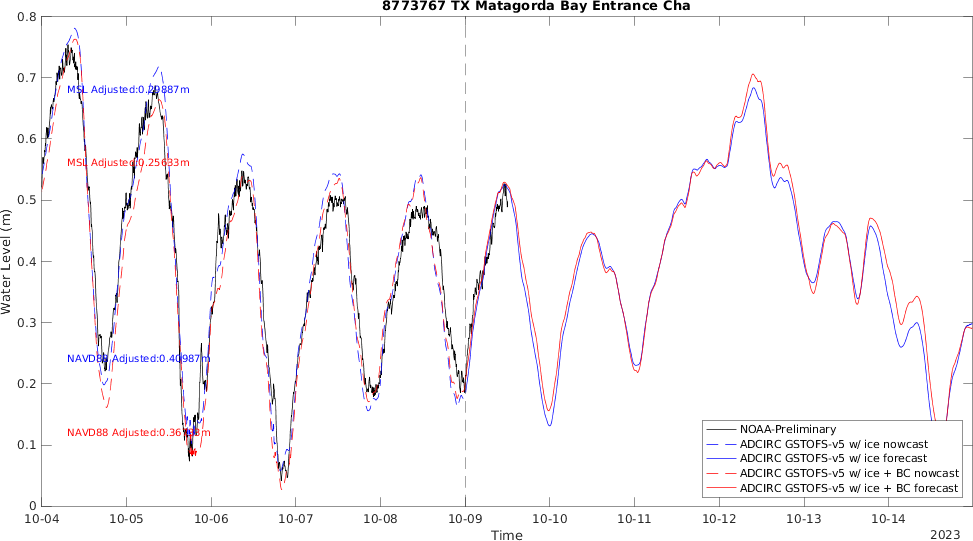 8773767 TX Matagorda Bay Entrance Cha
0.8
0.7
0.6
0.5
0.4
0.3
0.2
0.1
0
Water Level (m)
MSL Adjusted:0.29887m
MSL Adjusted:0.25633m
NAVD88 Adjusted:0.40987m
NAVD88 Adjusted:
NOAA-Preliminary
ADCIRC GSTOFS-v5 w/ ice nowcast
ADCIRC GSTOFS-v5 w/ ice forecast
ADCIRC GSTOFS-v5 w/ ice + BC nowcast
ADCIRC GSTOFS-v5 w/ ice + BC forecast
10-04 10-05 10-06 10-07 10-08 10-09 10-10 10-11 10-12 10-13 10-14
Time
2023